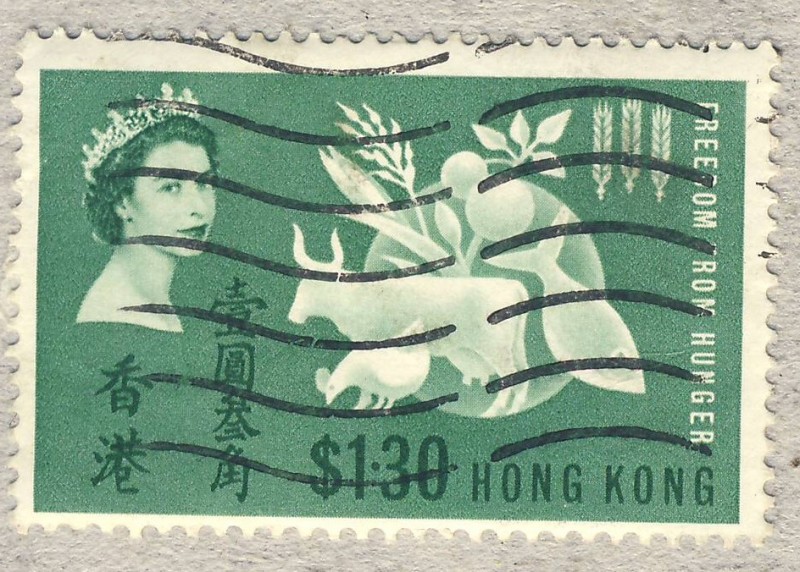 FREEDOM FROM HUNGER
壹圓叁角
香港
$1·30 HONG KONG